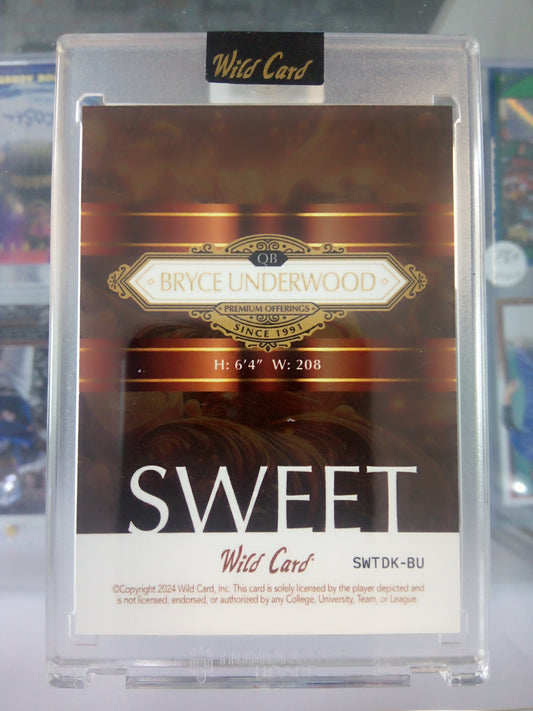 Wild Card
QB
BRYCE UNDERWOOD
PREMIUM OFFERINGS
SINCE 1991
H: 6'4" W: 208
SWEET
Wild Card SWTDK-BU
©Copyright 2024 Wild Card, Inc. This card is solely licensed by the player depicted and
is not licensed, endorsed, or authorized by any College, University, Team, or League.